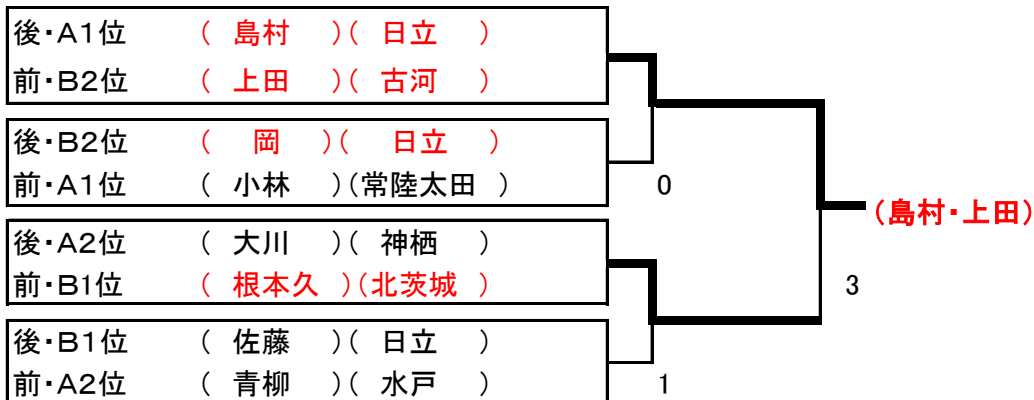 後・A1位 ( 島村 )( 日立 )
前・B2位 ( 上田 )( 古河 )
後・B2位 ( 岡 )( 日立 )
前・A1位 ( 小林 )(常陸太田 )
0
(島村・上田)
後・A2位 ( 大川 )( 神栖 )
前・B1位 ( 根本久 )(北茨城 )
3
後・B1位 ( 佐藤 )( 日立 )
前・A2位 ( 青柳 )( 水戸 )
1